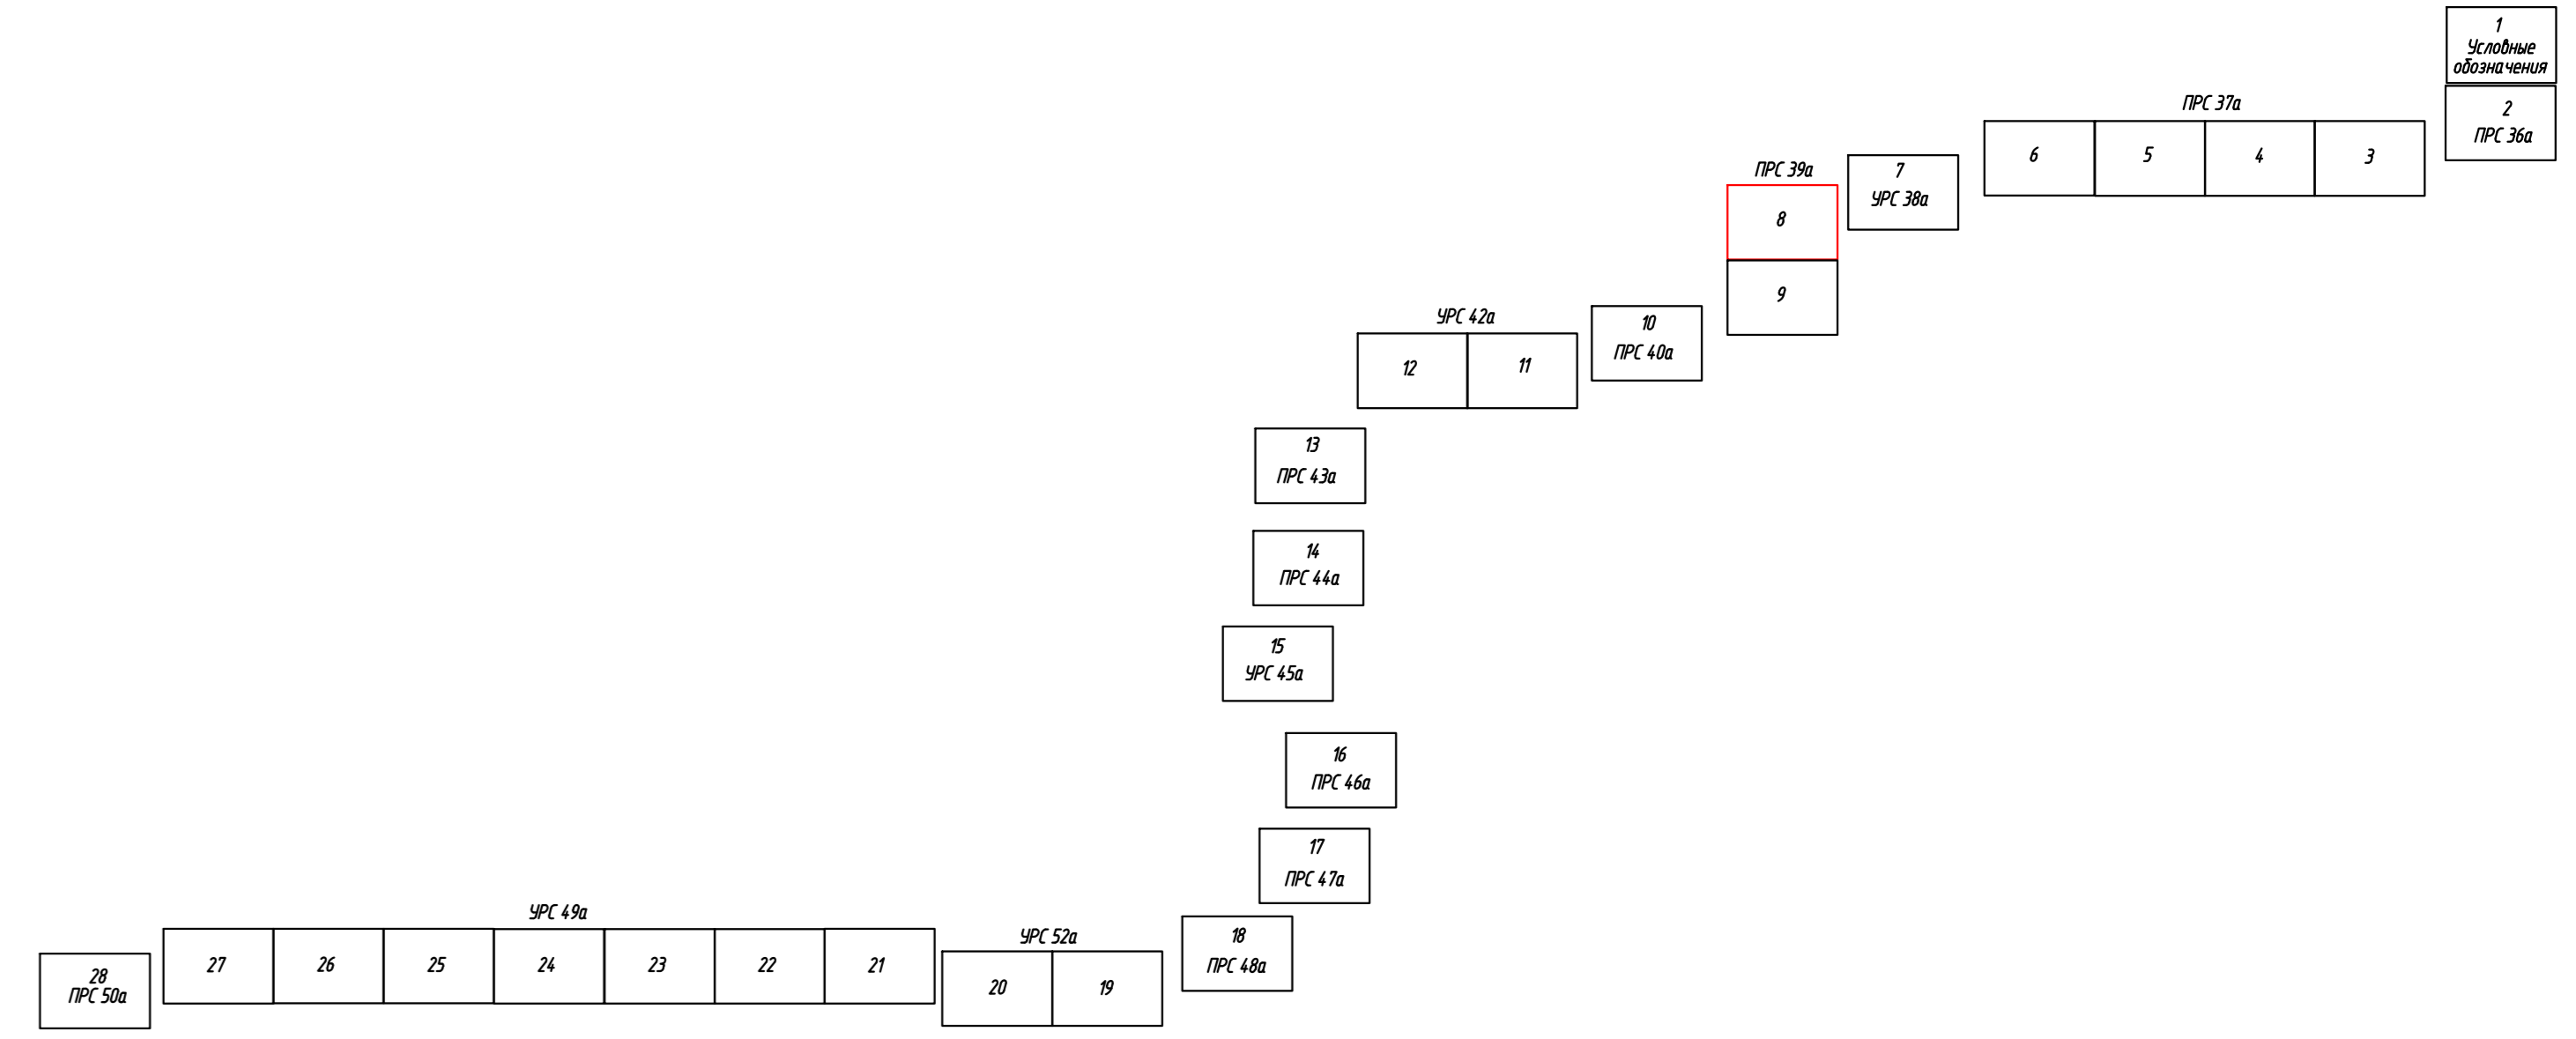 1
Условные
обозначения
2
ПРС 36а
ПРС 37а
6 5 4 3
7
УРС 38а
ПРС 39а
8
9
10
ПРС 40а
УРС 42а
12 11
13
ПРС 43а
14
ПРС 44а
15
УРС 45а
16
ПРС 46а
17
ПРС 47а
18
ПРС 48а
УРС 52а
20 19
УРС 49а
27 26 25 24 23 22 21
28
ПРС 50а